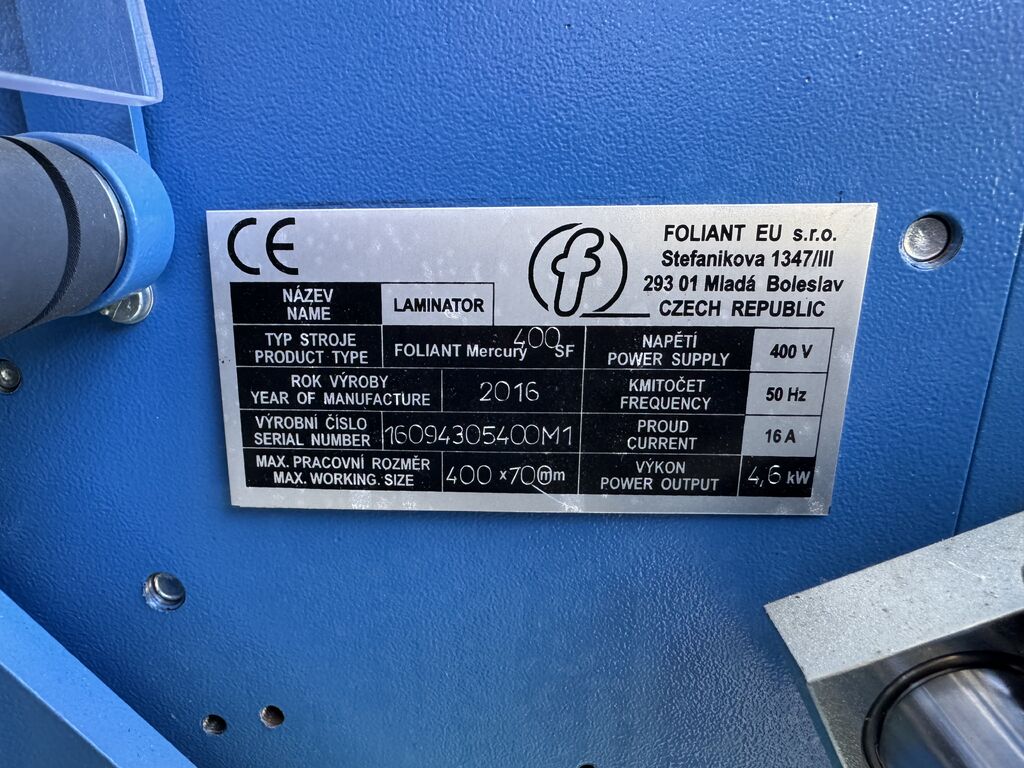 CE
f
FOLIANT EU s.r.o.
Stefanikova 1347/III
293 01 Mladá Boleslav
CZECH REPUBLIC
NÁZEV
NAME
LAMINATOR
TYP STROJE
PRODUCT TYPE
FOLIANT Mercury 400 SF
NAPĚTÍ
POWER SUPPLY
400 V
ROK VÝROBY
YEAR OF MANUFACTURE
2016
KMITOČET
FREQUENCY
50 Hz
VÝROBNÍ ČÍSLO
SERIAL NUMBER
16094305400M1
PROUD
CURRENT
16 A
MAX. PRACOVNÍ ROZMĚR
MAX. WORKING. SIZE
400 x 700mm
VÝKON
POWER OUTPUT
4,6 kW